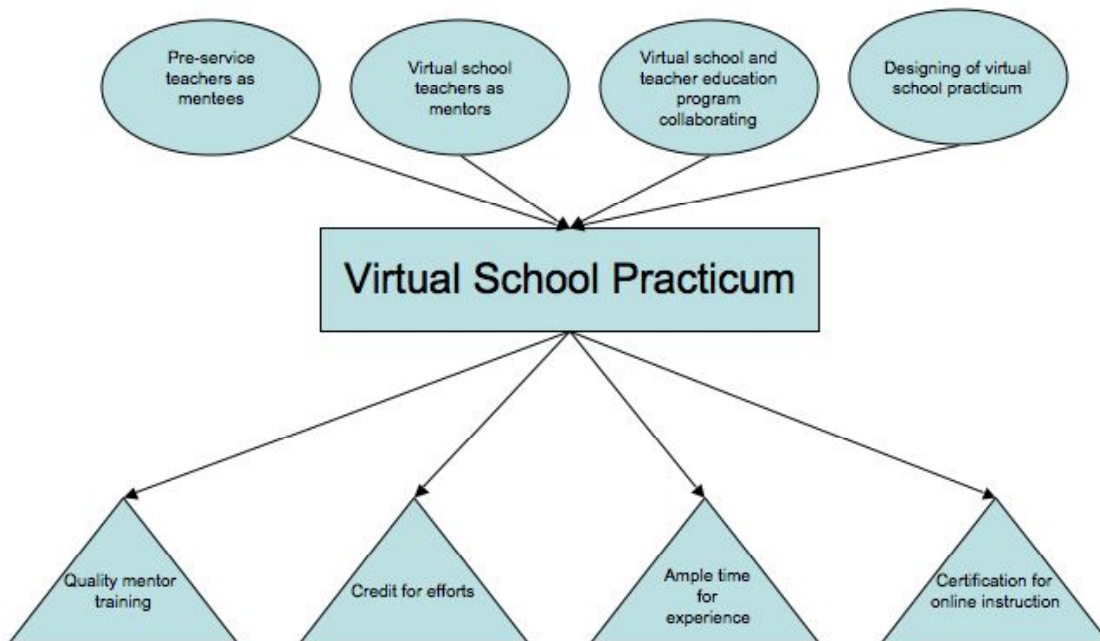 Pre-service
teachers as
mentees
Virtual school
teachers as
mentors
Virtual school and
teacher education
program
collaborating
Designing of virtual
school practicum
Virtual School Practicum
Quality mentor
training
Credit for efforts
Ample time
for
experience
Certification for
online instruction